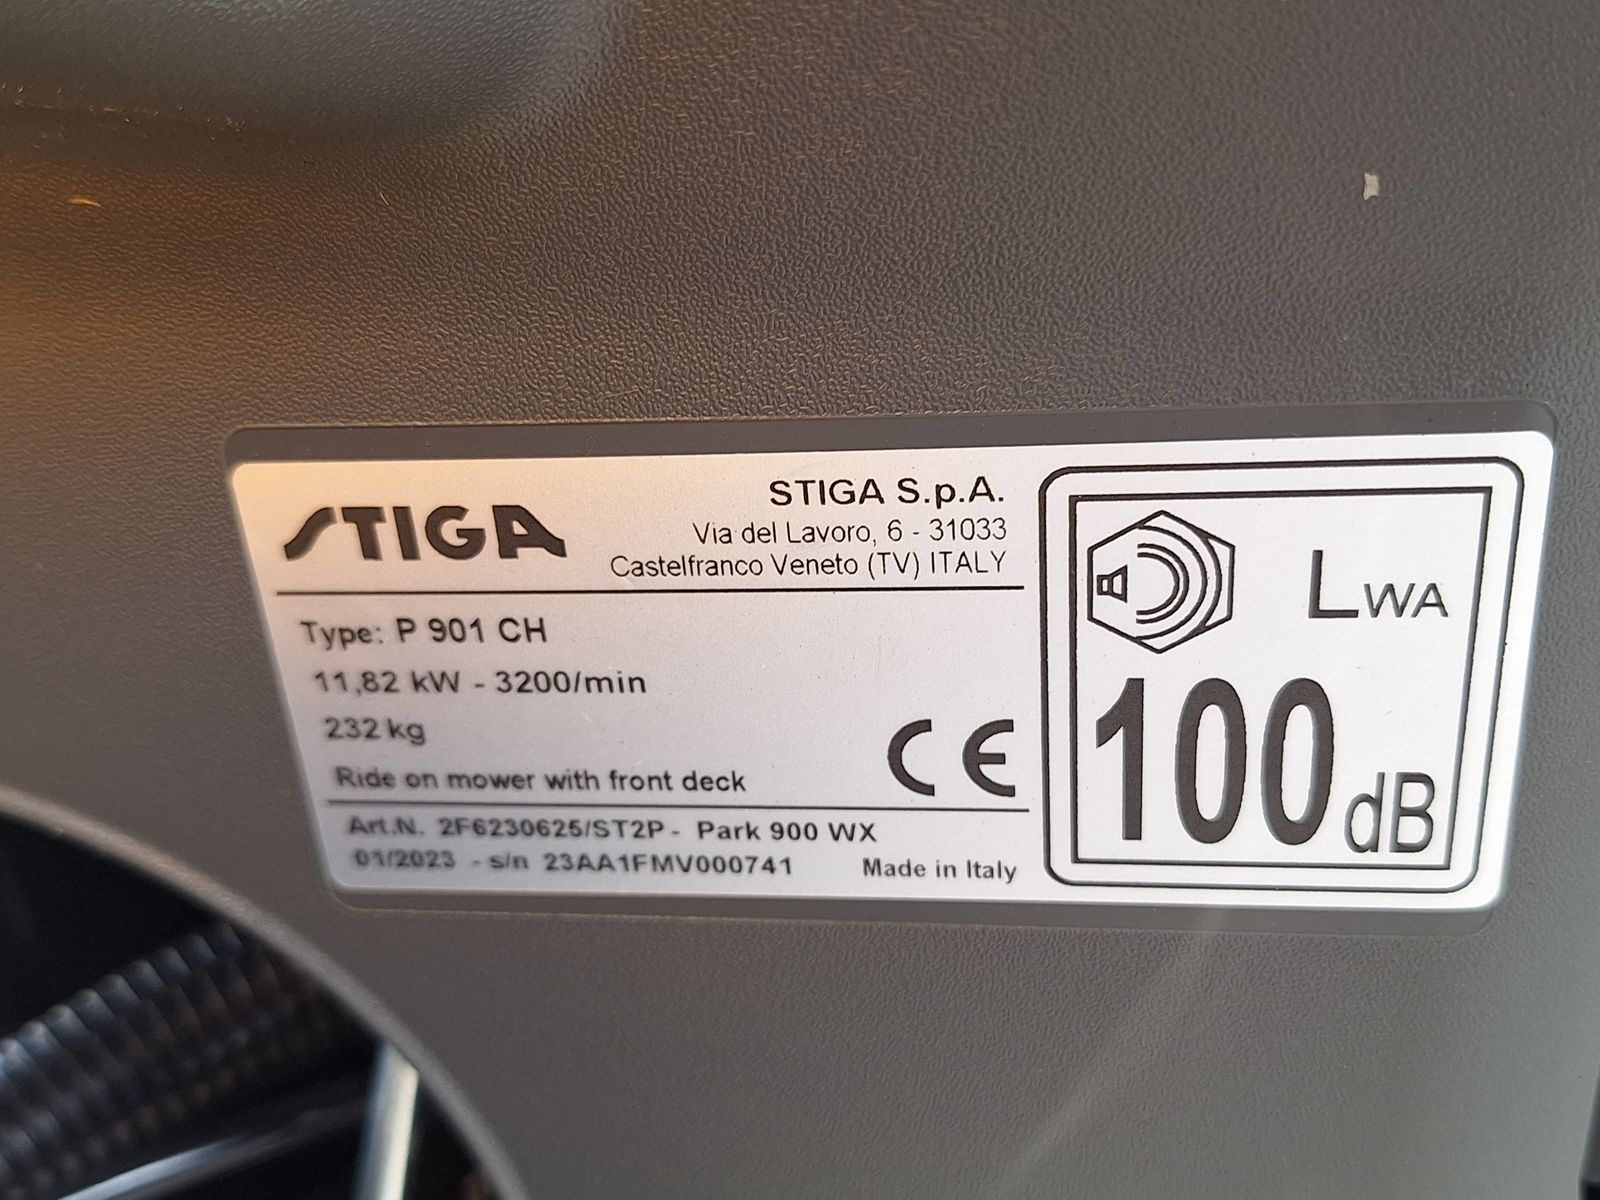 STIGA
STIGA S.p.A.
Via del Lavoro, 6 - 31033
Castelfranco Veneto (TV) ITALY
Type: P 901 CH
11,82 kW - 3200/min
232 kg
Ride on mower with front deck
CE
Art.N. 2F6230625/ST2P - Park 900 WX
01/2023 - s/n 23AA1FMV000741 Made in Italy
LWA
100 dB